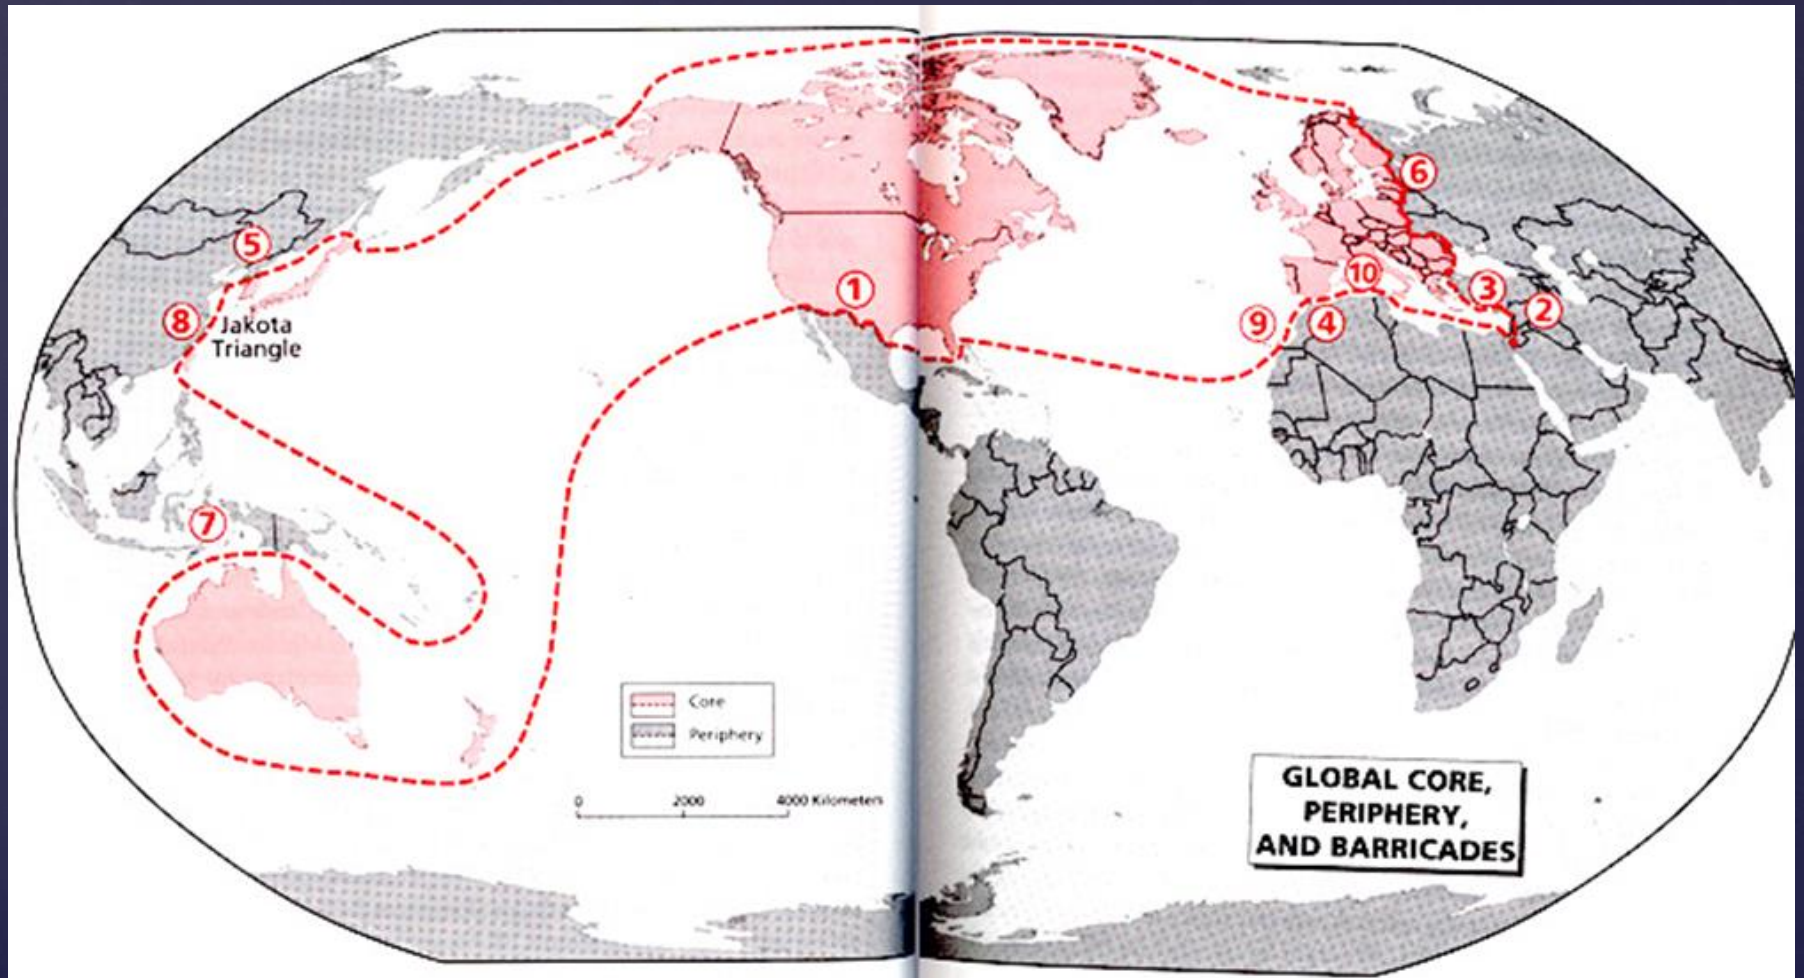 6
5
10
3
1
2
8
9
4
Jakota
Triangle
7
Core
Periphery
0 2000 4000 Kilometers
GLOBAL CORE,
PERIPHERY,
AND BARRICADES